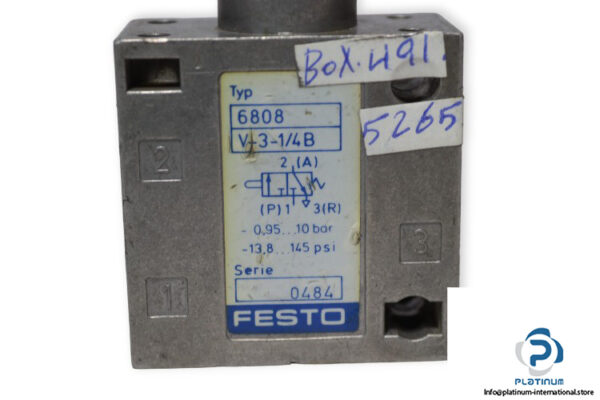 BOX.491.
5265
Typ
6808
V-3-1/4B
2 (A)
(P) 1 3(R)
- 0,95...10 bar
-13,8...145 psi
Serie
0484
FESTO
2
1
3
PLATINUM
Info@platinum-international.store